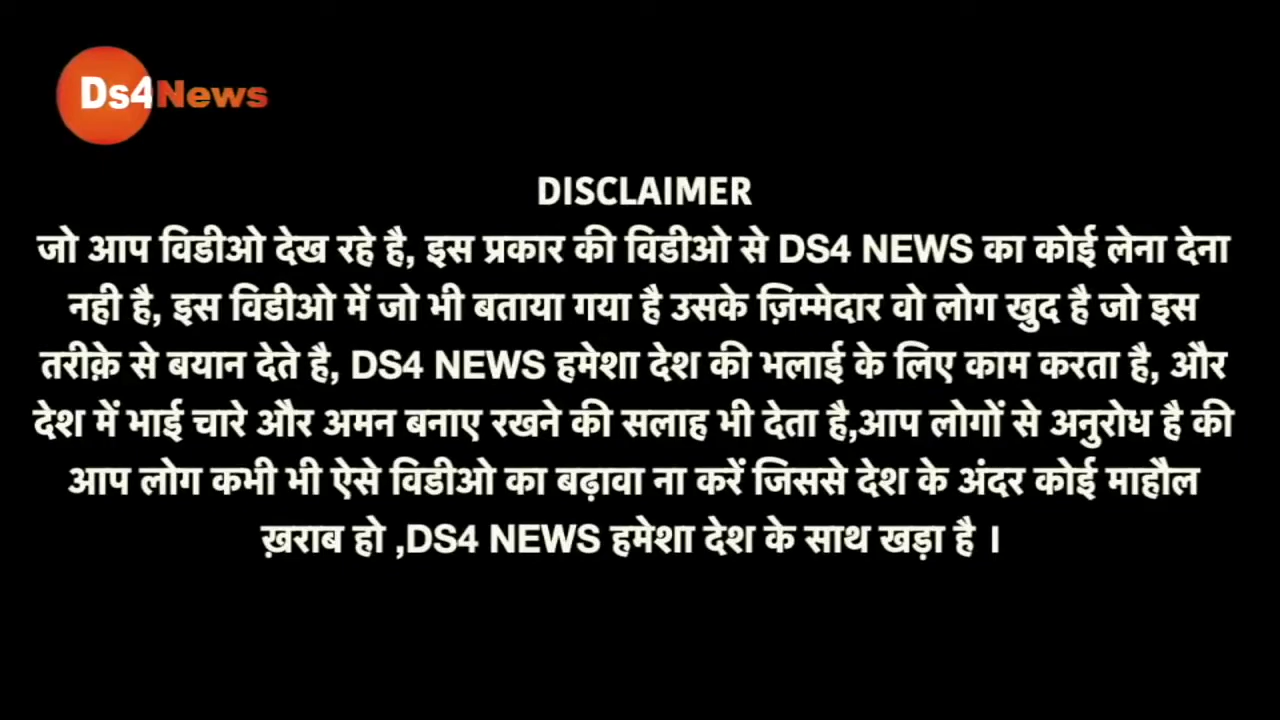 Ds4News
DISCLAIMER
जो आप विडीओ देख रहे है, इस प्रकार की विडीओ से DS4 NEWS का कोई लेना देना
नही है, इस विडीओ में जो भी बताया गया है उसके ज़िम्मेदार वो लोग खुद है जो इस
तरीक़े से बयान देते है, DS4 NEWS हमेशा देश की भलाई के लिए काम करता है, और
देश में भाई चारे और अमन बनाए रखने की सलाह भी देता है,आप लोगों से अनुरोध है की
आप लोग कभी भी ऐसे विडीओ का बढ़ावा ना करें जिससे देश के अंदर कोई माहौल
ख़राब हो ,DS4 NEWS हमेशा देश के साथ खड़ा है ।